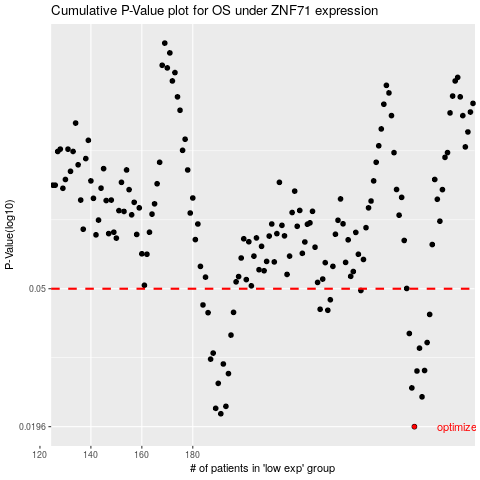 Cumulative P-Value plot for OS under ZNF71 expression
P-Value(log10)
0.05
0.0196
optimize
120 140 160 180
# of patients in 'low exp' group